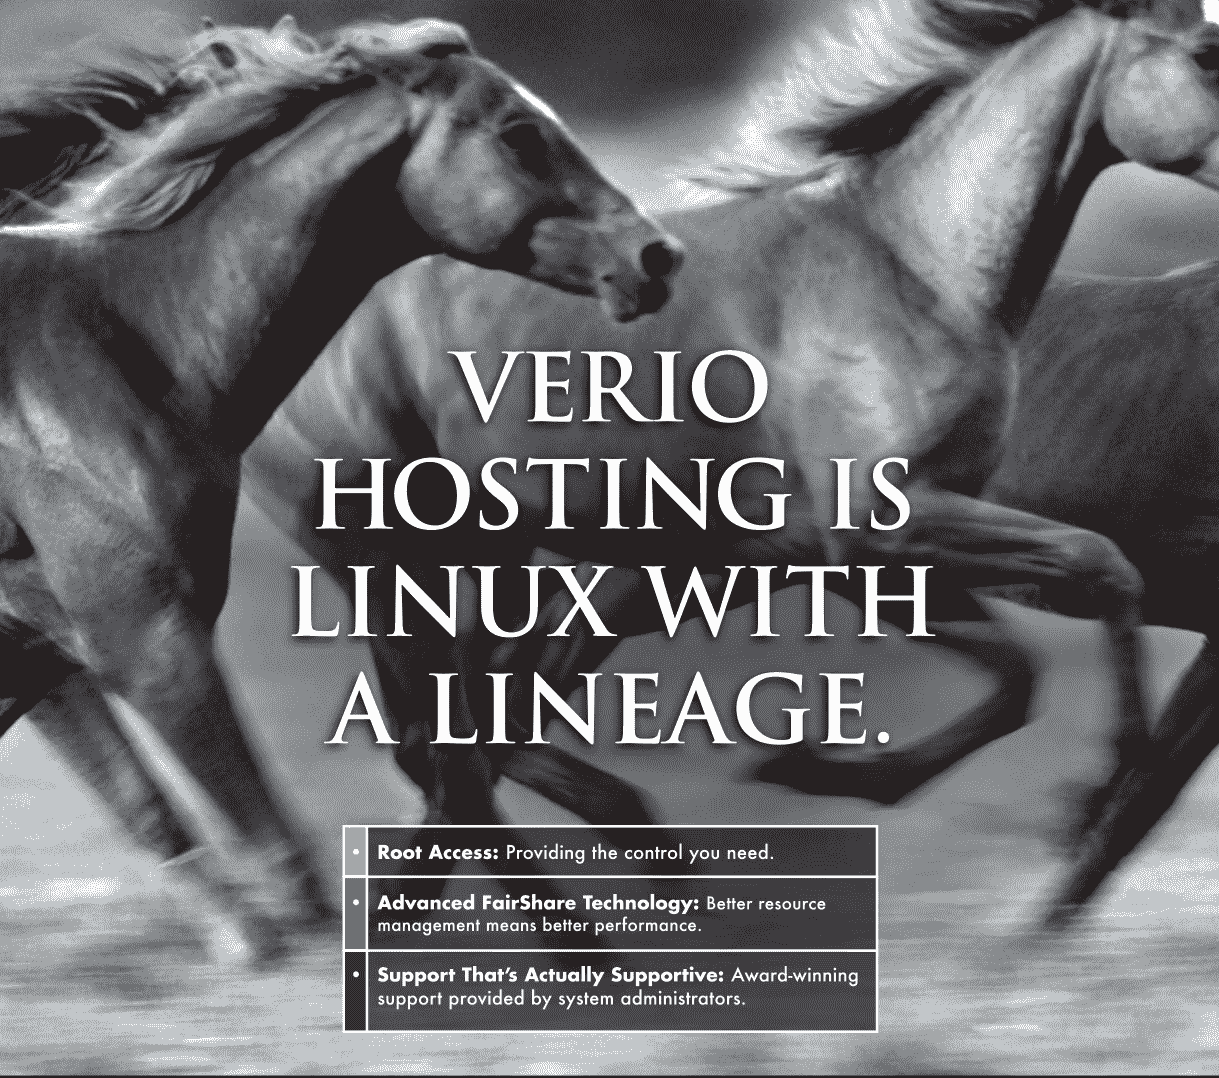 VERIO
HOSTING IS
LINUX WITH
A LINEAGE.
• Root Access: Providing the control you need.
• Advanced FairShare Technology: Better resource
management means better performance.
• Support That's Actually Supportive: Award-winning
support provided by system administrators.